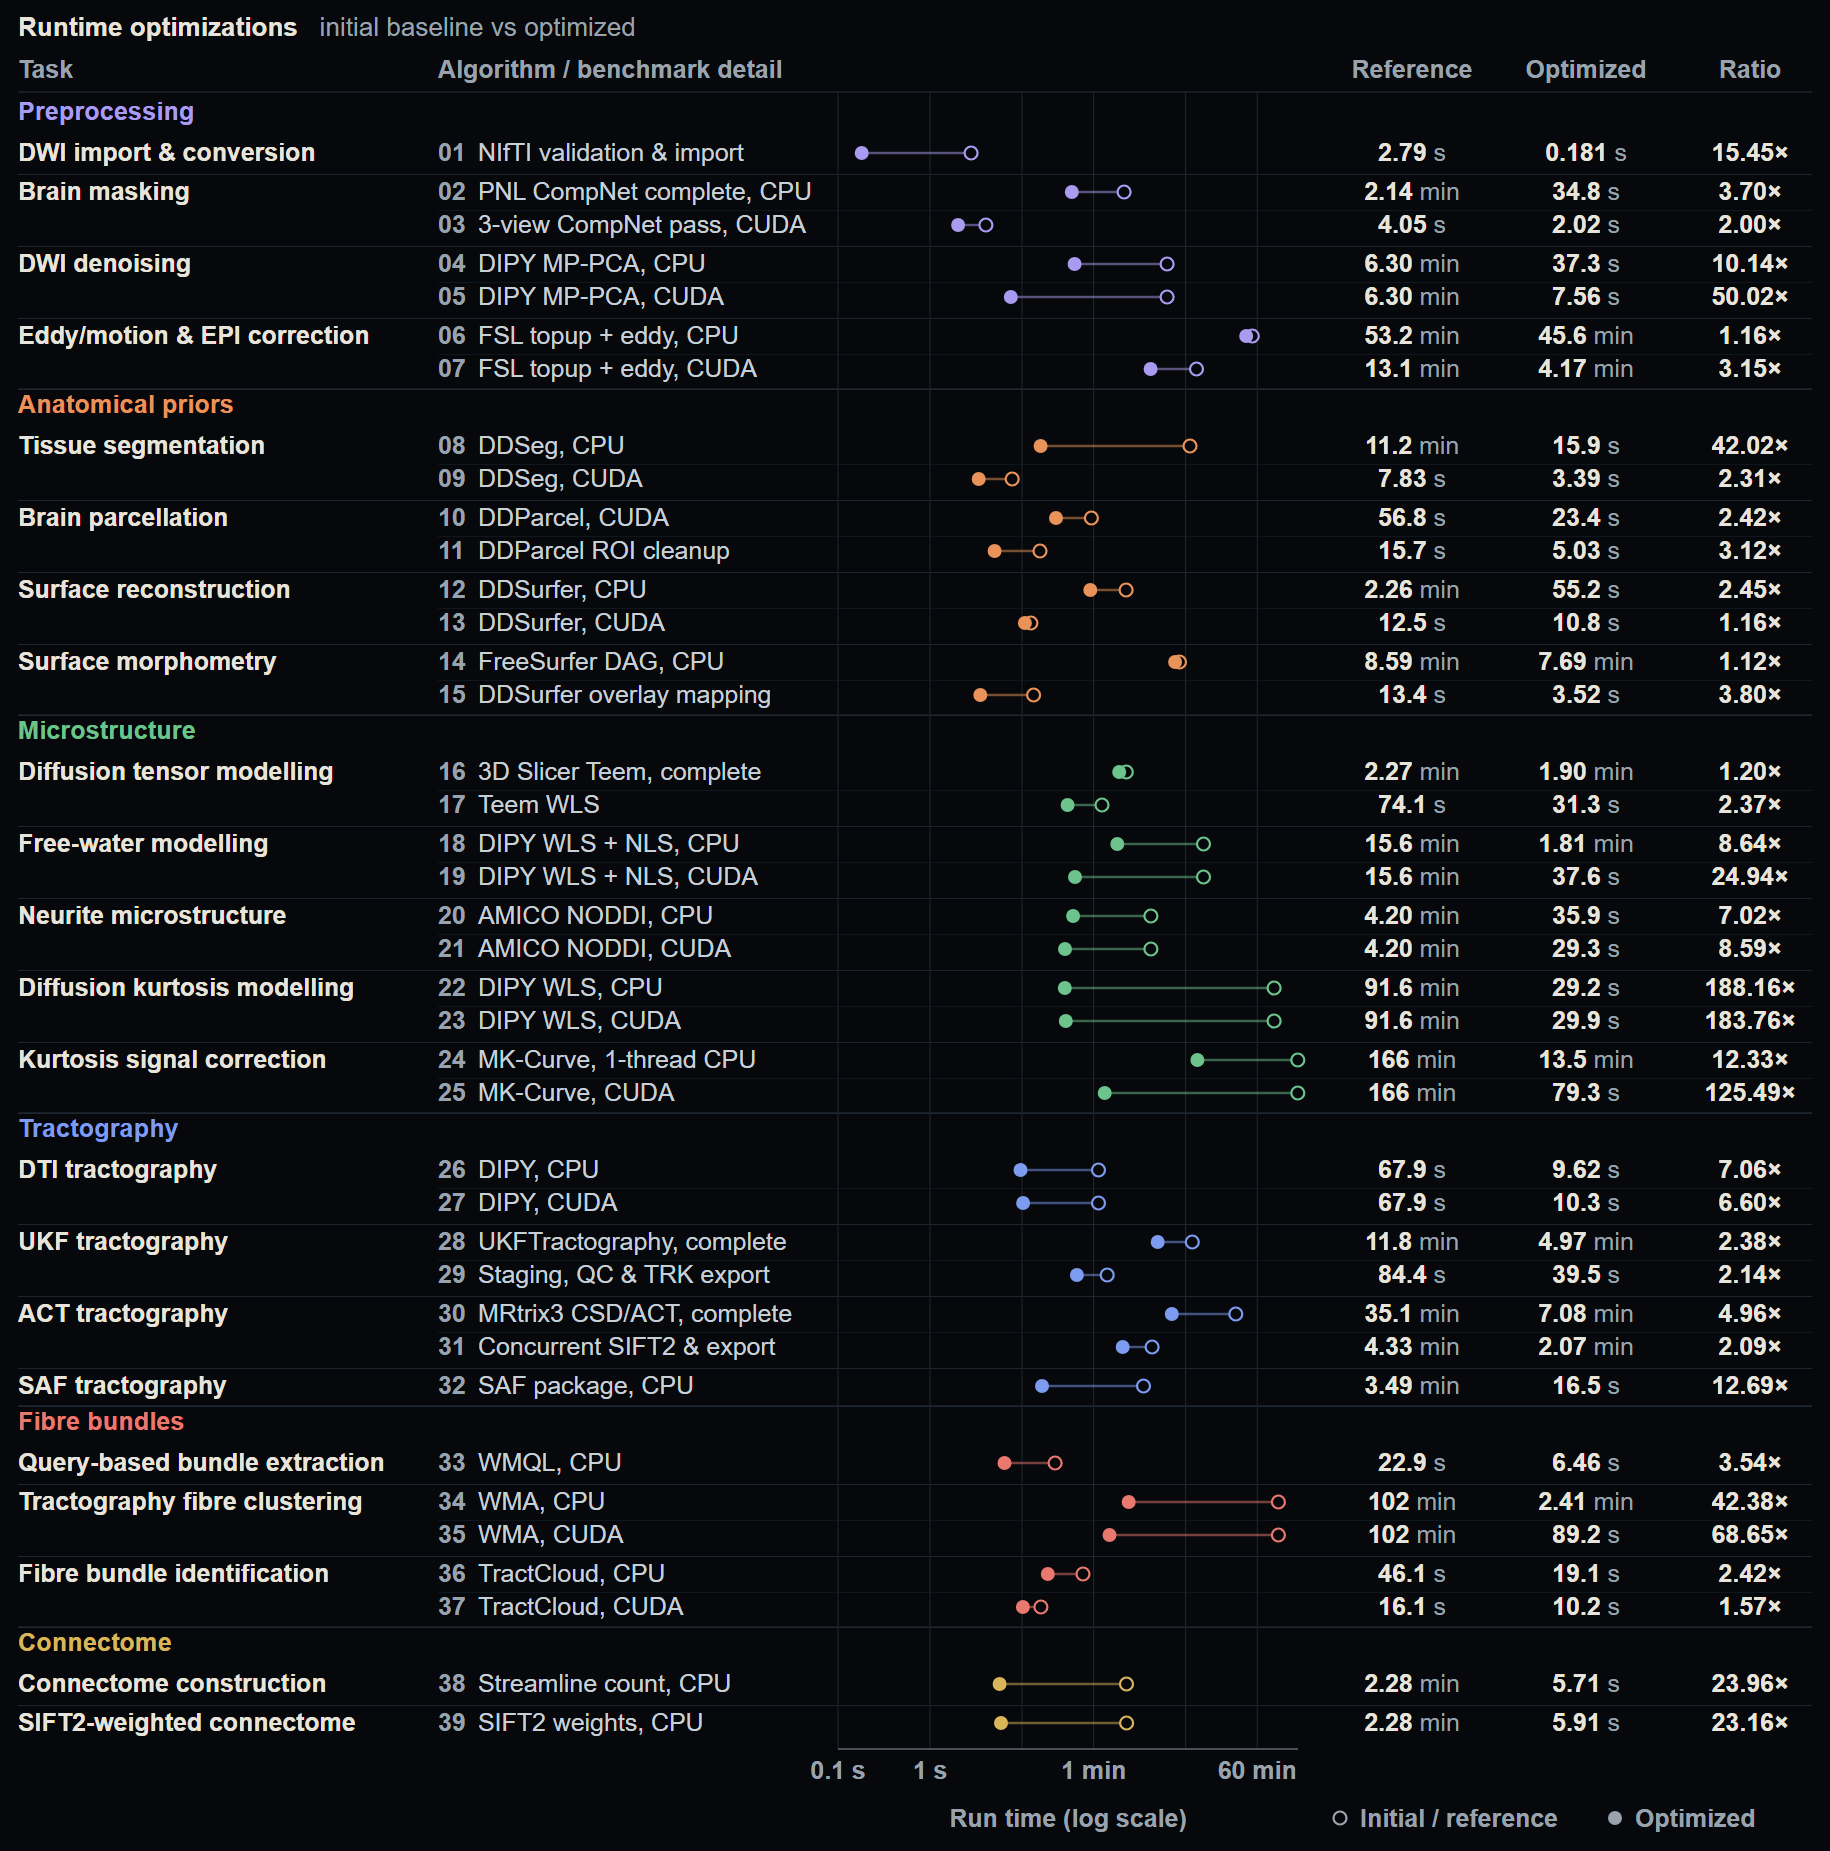 Runtime optimizations initial baseline vs optimized
Task Algorithm / benchmark detail Reference Optimized Ratio
Preprocessing
DWI import & conversion 01 NIfTI validation & import 2.79 s 0.181 s 15.45×
Brain masking 02 PNL CompNet complete, CPU 2.14 min 34.8 s 3.70×
03 3-view CompNet pass, CUDA 4.05 s 2.02 s 2.00×
DWI denoising 04 DIPY MP-PCA, CPU 6.30 min 37.3 s 10.14×
05 DIPY MP-PCA, CUDA 6.30 min 7.56 s 50.02×
Eddy/motion & EPI correction 06 FSL topup + eddy, CPU 53.2 min 45.6 min 1.16×
07 FSL topup + eddy, CUDA 13.1 min 4.17 min 3.15×
Anatomical priors
Tissue segmentation 08 DDSeg, CPU 11.2 min 15.9 s 42.02×
09 DDSeg, CUDA 7.83 s 3.39 s 2.31×
Brain parcellation 10 DDParcel, CUDA 56.8 s 23.4 s 2.42×
11 DDParcel ROI cleanup 15.7 s 5.03 s 3.12×
Surface reconstruction 12 DDSurfer, CPU 2.26 min 55.2 s 2.45×
13 DDSurfer, CUDA 12.5 s 10.8 s 1.16×
Surface morphometry 14 FreeSurfer DAG, CPU 8.59 min 7.69 min 1.12×
15 DDSurfer overlay mapping 13.4 s 3.52 s 3.80×
Microstructure
Diffusion tensor modelling 16 3D Slicer Teem, complete 2.27 min 1.90 min 1.20×
17 Teem WLS 74.1 s 31.3 s 2.37×
Free-water modelling 18 DIPY WLS + NLS, CPU 15.6 min 1.81 min 8.64×
19 DIPY WLS + NLS, CUDA 15.6 min 37.6 s 24.94×
Neurite microstructure 20 AMICO NODDI, CPU 4.20 min 35.9 s 7.02×
21 AMICO NODDI, CUDA 4.20 min 29.3 s 8.59×
Diffusion kurtosis modelling 22 DIPY WLS, CPU 91.6 min 29.2 s 188.16×
23 DIPY WLS, CUDA 91.6 min 29.9 s 183.76×
Kurtosis signal correction 24 MK-Curve, 1-thread CPU 166 min 13.5 min 12.33×
25 MK-Curve, CUDA 166 min 79.3 s 125.49×
Tractography
DTI tractography 26 DIPY, CPU 67.9 s 9.62 s 7.06×
27 DIPY, CUDA 67.9 s 10.3 s 6.60×
UKF tractography 28 UKFTractography, complete 11.8 min 4.97 min 2.38×
29 Staging, QC & TRK export 84.4 s 39.5 s 2.14×
ACT tractography 30 MRtrix3 CSD/ACT, complete 35.1 min 7.08 min 4.96×
31 Concurrent SIFT2 & export 4.33 min 2.07 min 2.09×
SAF tractography 32 SAF package, CPU 3.49 min 16.5 s 12.69×
Fibre bundles
Query-based bundle extraction 33 WMQL, CPU 22.9 s 6.46 s 3.54×
Tractography fibre clustering 34 WMA, CPU 102 min 2.41 min 42.38×
35 WMA, CUDA 102 min 89.2 s 68.65×
Fibre bundle identification 36 TractCloud, CPU 46.1 s 19.1 s 2.42×
37 TractCloud, CUDA 16.1 s 10.2 s 1.57×
Connectome
Connectome construction 38 Streamline count, CPU 2.28 min 5.71 s 23.96×
SIFT2-weighted connectome 39 SIFT2 weights, CPU 2.28 min 5.91 s 23.16×
0.1 s 1 s 1 min 60 min
Run time (log scale) Initial / reference Optimized